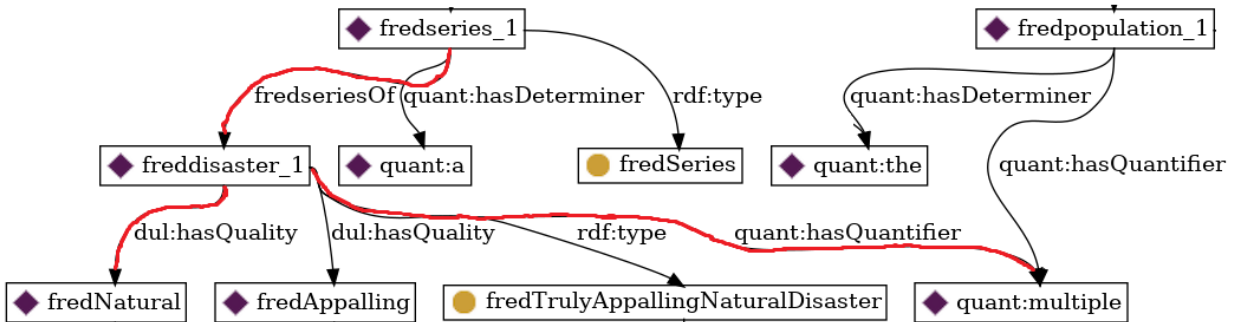 fredseries_1 fredpopulation_1
fredseriesOf quant:hasDeterminer rdf:type quant:hasDeterminer
freddisaster_1 quant:a fredSeries quant:the quant:hasQuantifier
dul:hasQuality dul:hasQuality rdf:type quant:hasQuantifier
fredNatural fredAppalling fredTrulyAppallingNaturalDisaster quant:multiple